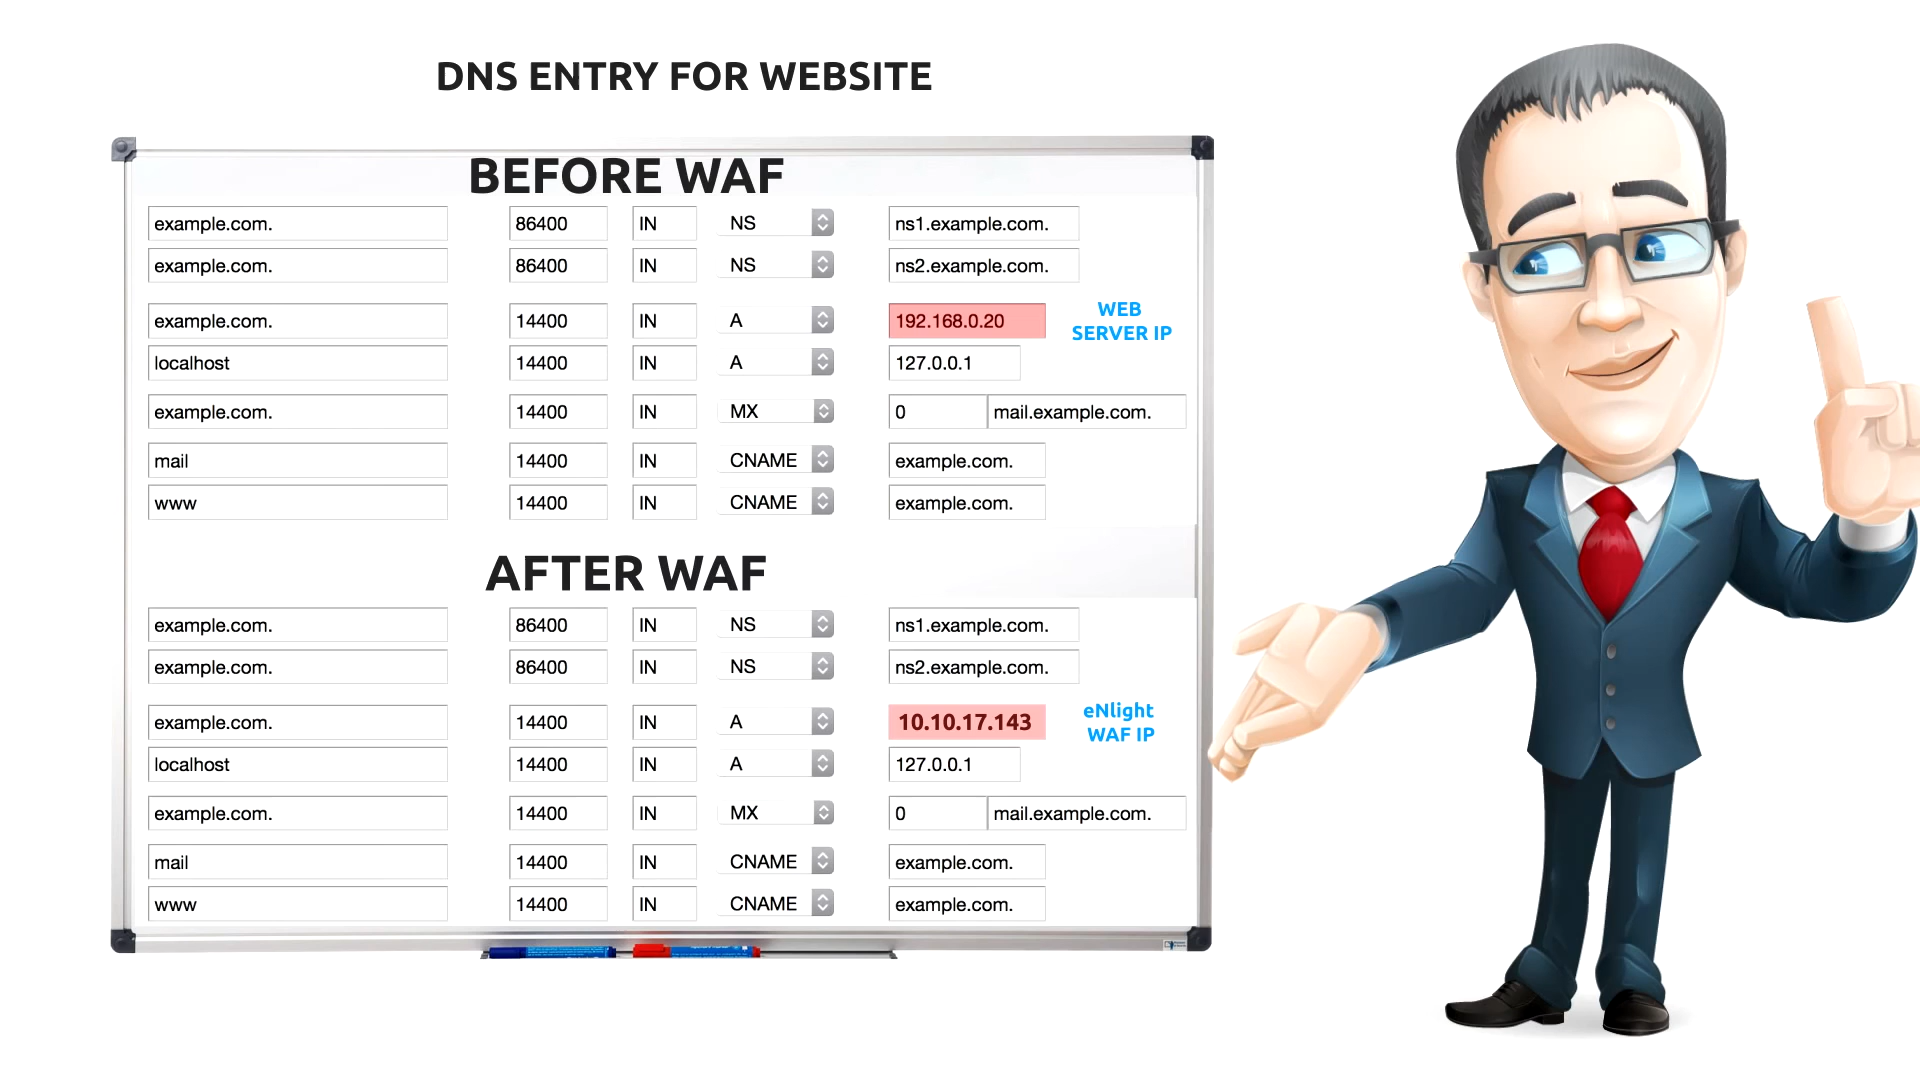 DNS ENTRY FOR WEBSITE
BEFORE WAF
example.com. 86400 IN NS ns1.example.com.
example.com. 86400 IN NS ns2.example.com.
example.com. 14400 IN A 192.168.0.20 WEB SERVER IP
localhost 14400 IN A 127.0.0.1
example.com. 14400 IN MX 0 mail.example.com.
mail 14400 IN CNAME example.com.
www 14400 IN CNAME example.com.
AFTER WAF
example.com. 86400 IN NS ns1.example.com.
example.com. 86400 IN NS ns2.example.com.
example.com. 14400 IN A 10.10.17.143 eNlight WAF IP
localhost 14400 IN A 127.0.0.1
example.com. 14400 IN MX 0 mail.example.com.
mail 14400 IN CNAME example.com.
www 14400 IN CNAME example.com.